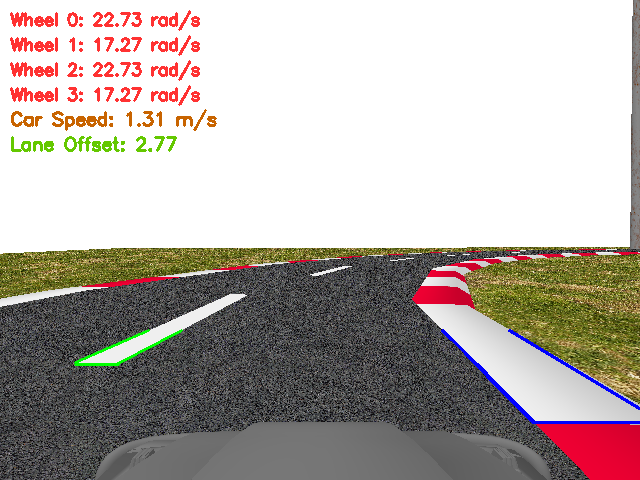 Wheel 0: 22.73 rad/s
Wheel 1: 17.27 rad/s
Wheel 2: 22.73 rad/s
Wheel 3: 17.27 rad/s
Car Speed: 1.31 m/s
Lane Offset: 2.77